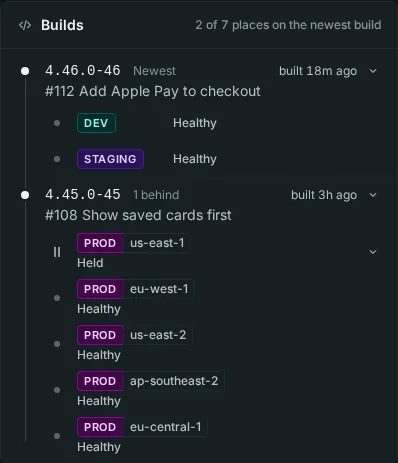 Builds 2 of 7 places on the newest build
4.46.0-46 Newest built 18m ago
#112 Add Apple Pay to checkout
DEV Healthy
STAGING Healthy
4.45.0-45 1 behind built 3h ago
#108 Show saved cards first
PROD us-east-1
Held
PROD eu-west-1
Healthy
PROD us-east-2
Healthy
PROD ap-southeast-2
Healthy
PROD eu-central-1
Healthy